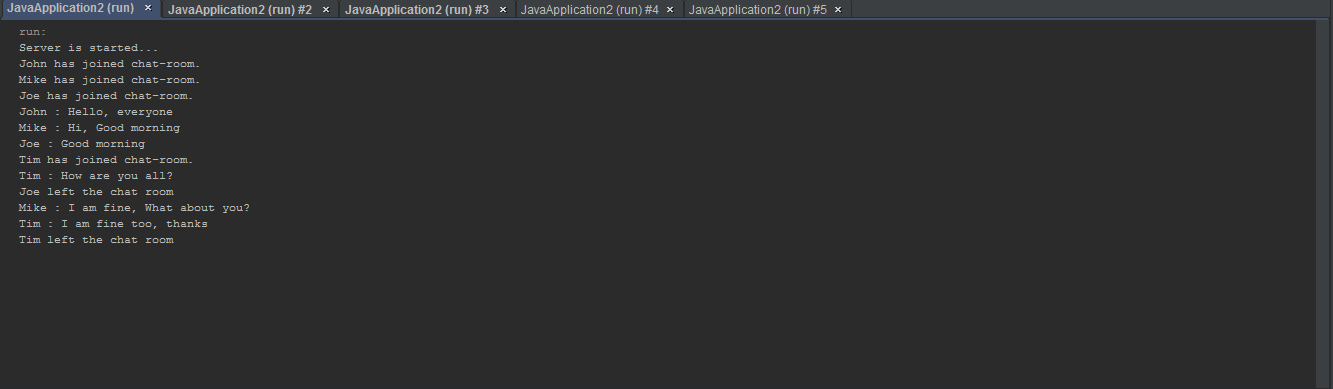 JavaApplication2 (run) × JavaApplication2 (run) #2 × JavaApplication2 (run) #3 × JavaApplication2 (run) #4 × JavaApplication2 (run) #5 ×
run:
Server is started...
John has joined chat-room.
Mike has joined chat-room.
Joe has joined chat-room.
John : Hello, everyone
Mike : Hi, Good morning
Joe : Good morning
Tim has joined chat-room.
Tim : How are you all?
Joe left the chat room
Mike : I am fine, What about you?
Tim : I am fine too, thanks
Tim left the chat room